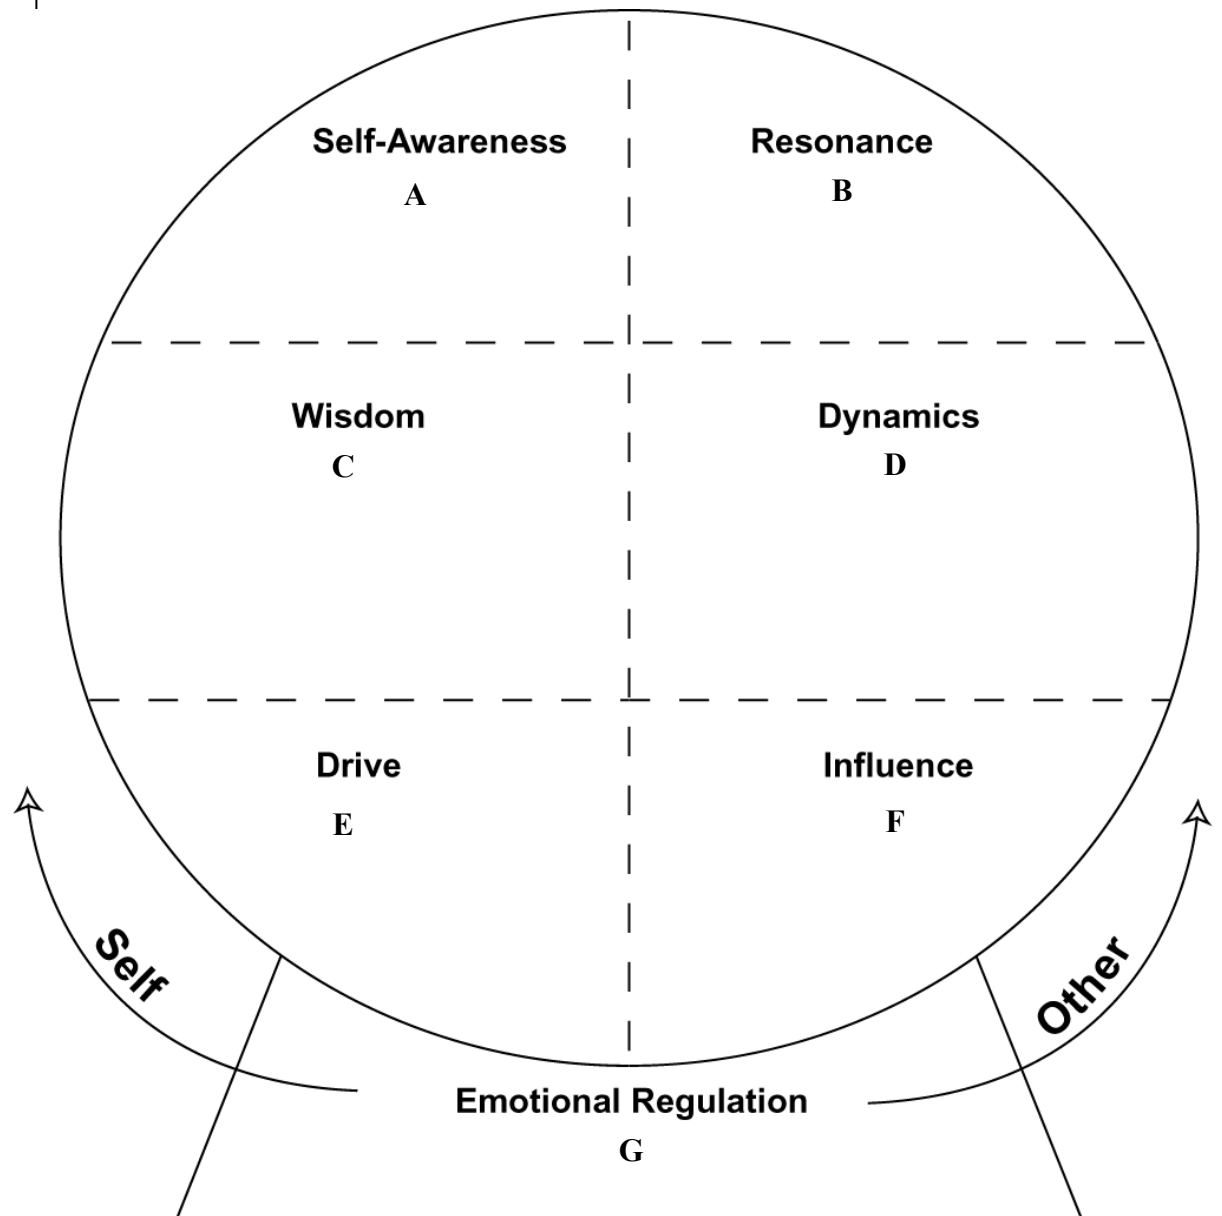 Self-Awareness
A
Resonance
B
Wisdom
C
Dynamics
D
Drive
E
Influence
F
Self
Other
Emotional Regulation
G